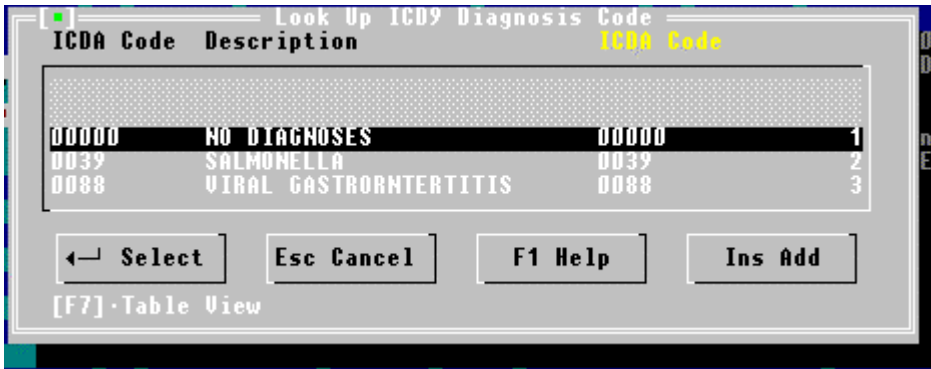 [■] Look Up ICD9 Diagnosis Code
ICDA Code Description ICDA Code
00000 NO DIAGNOSES 00000 1
0039 SALMONELLA 0039 2
0088 VIRAL GASTRORNTERTITIS 0088 3
◄─┘ Select Esc Cancel F1 Help Ins Add
[F7]·Table View